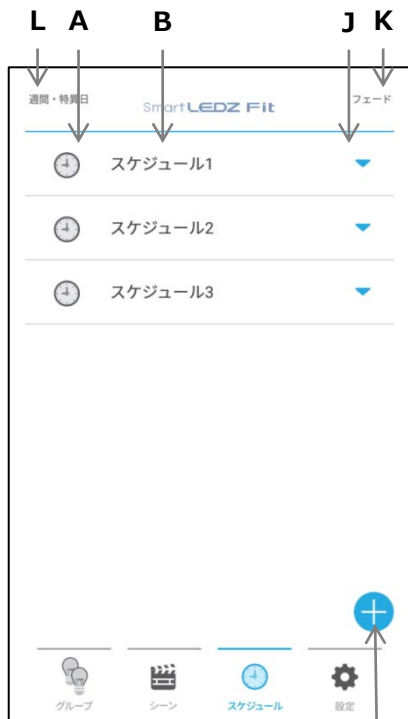 L A B J K
週間・特異日 Smart LEDZ Fit フェード
スケジュール1
スケジュール2
スケジュール3
グループ シーン スケジュール 設定